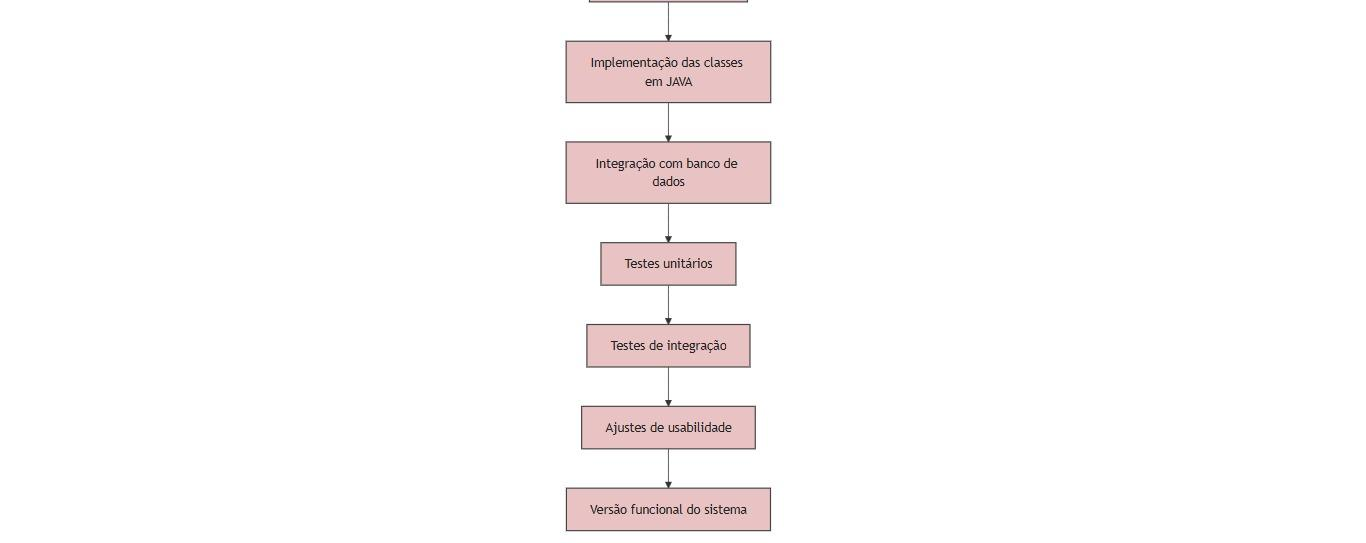 Implementação das classes
em JAVA
Integração com banco de
dados
Testes unitários
Testes de integração
Ajustes de usabilidade
Versão funcional do sistema